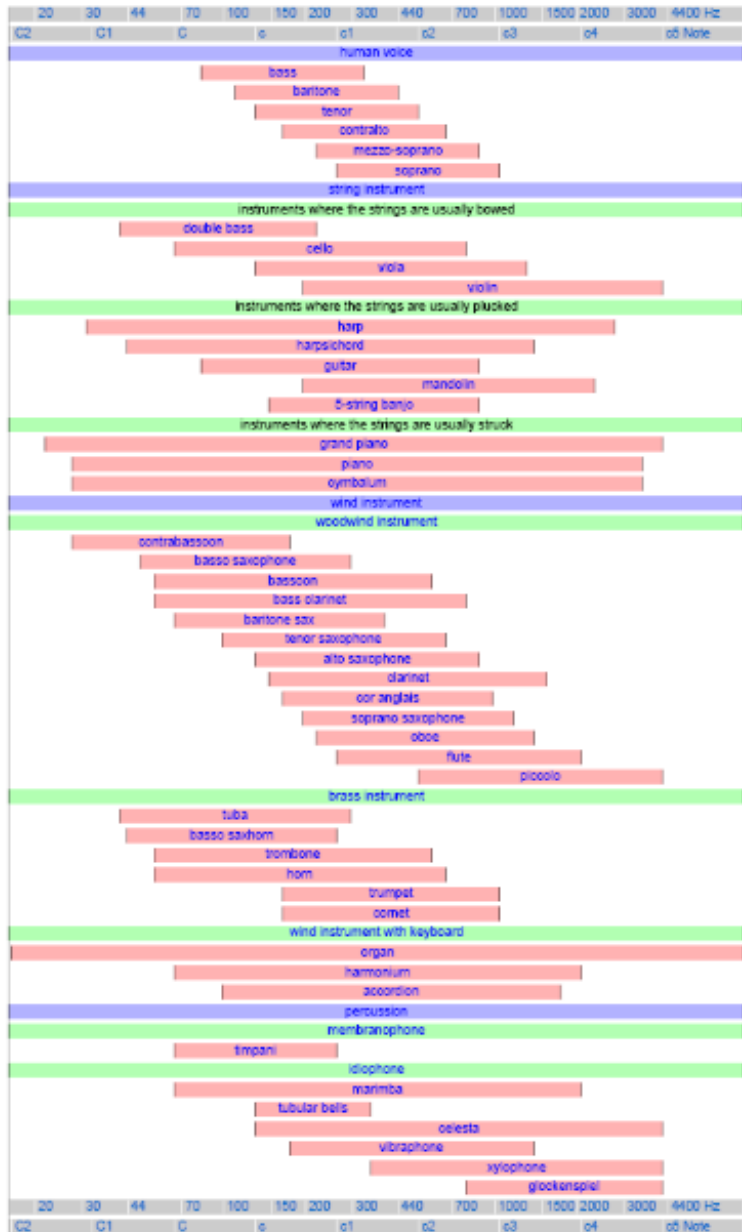 20 30 44 70 100 150 200 300 440 700 1000 1500 2000 3000 4400 Hz
C2 C1 C c c1 c2 c3 c4 c5 Note
human voice
bass
baritone
tenor
contralto
mezzo-soprano
soprano
string instrument
instruments where the strings are usually bowed
double bass
cello
viola
violin
instruments where the strings are usually plucked
harp
harpsichord
guitar
mandolin
5-string banjo
instruments where the strings are usually struck
grand piano
piano
cymbalum
wind instrument
woodwind instrument
contrabassoon
basso saxophone
bassoon
bass clarinet
baritone sax
tenor saxophone
alto saxophone
clarinet
cor anglais
soprano saxophone
oboe
flute
piccolo
brass instrument
tuba
basso saxhorn
trombone
horn
trumpet
cornet
wind instrument with keyboard
organ
harmonium
accordion
percussion
membranophone
timpani
idiophone
marimba
tubular bells
celesta
vibraphone
xylophone
glockenspiel
20 30 44 70 100 150 200 300 440 700 1000 1500 2000 3000 4400 Hz
C2 C1 C c c1 c2 c3 c4 c5 Note